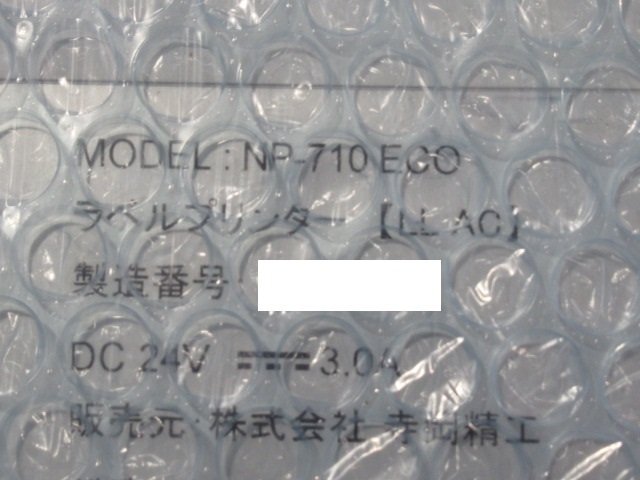 MODEL : NP-710 ECO
ラベルプリンター 【LL AC】
製造番号
DC 24V ⎓ 3.0A
販売元 株式会社 寺岡精工